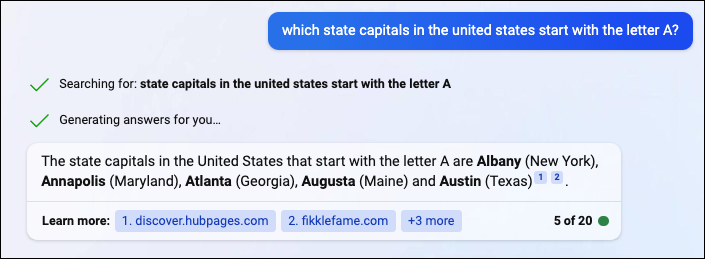 which state capitals in the united states start with the letter A?
Searching for: state capitals in the united states start with the letter A
Generating answers for you...
The state capitals in the United States that start with the letter A are Albany (New York),
Annapolis (Maryland), Atlanta (Georgia), Augusta (Maine) and Austin (Texas) 1 2 .
Learn more: 1. discover.hubpages.com 2. fikklefame.com +3 more 5 of 20